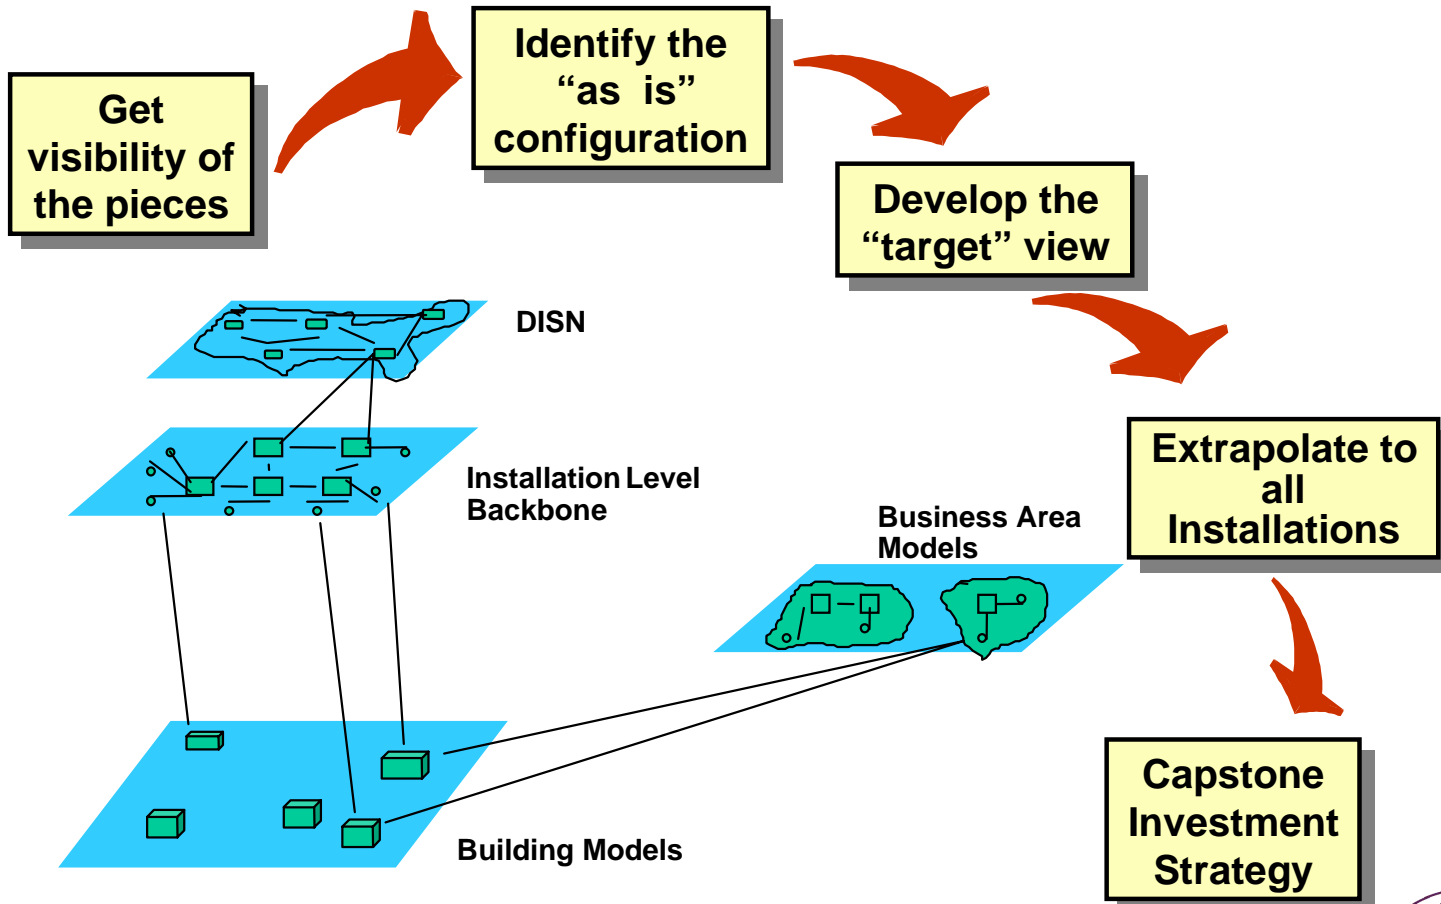 Get
visibility of
the pieces
Identify the
“as is”
configuration
Develop the
“target” view
DISN
Installation Level
Backbone
Business Area
Models
Extrapolate to
all
Installations
Building Models
Capstone
Investment
Strategy